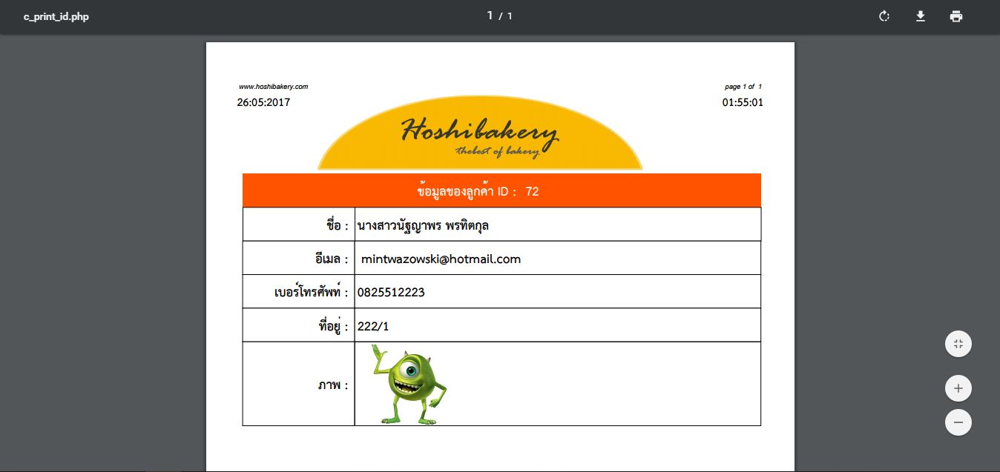 c_print_id.php
1 / 1
www.hoshibakery.com
page 1 of 1
26:05:2017
01:55:01
Hoshibakery
thebest of bakery
ข้อมูลของลูกค้า ID : 72
ชื่อ : นางสาวนัฐญาพร พรทิตกุล
อีเมล : mintwazowski@hotmail.com
เบอร์โทรศัพท์ : 0825512223
ที่อยู่ : 222/1
ภาพ :